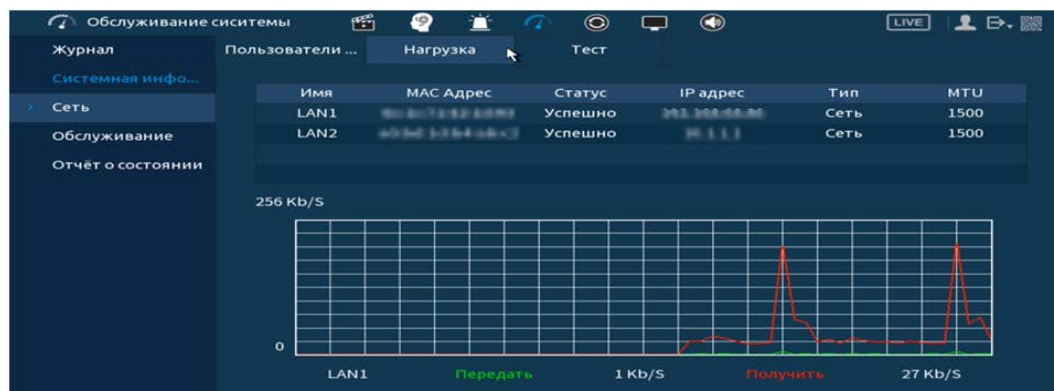 Обслуживание сиситемы LIVE
Журнал
Системная инфо...
Сеть
Обслуживание
Отчёт о состоянии
Пользователи ... Нагрузка Тест
Имя MAC Адрес Статус IP адрес Тип MTU
LAN1 Успешно Сеть 1500
LAN2 Успешно Сеть 1500
256 Kb/S
0
LAN1 Передать 1 Kb/S Получить 27 Kb/S